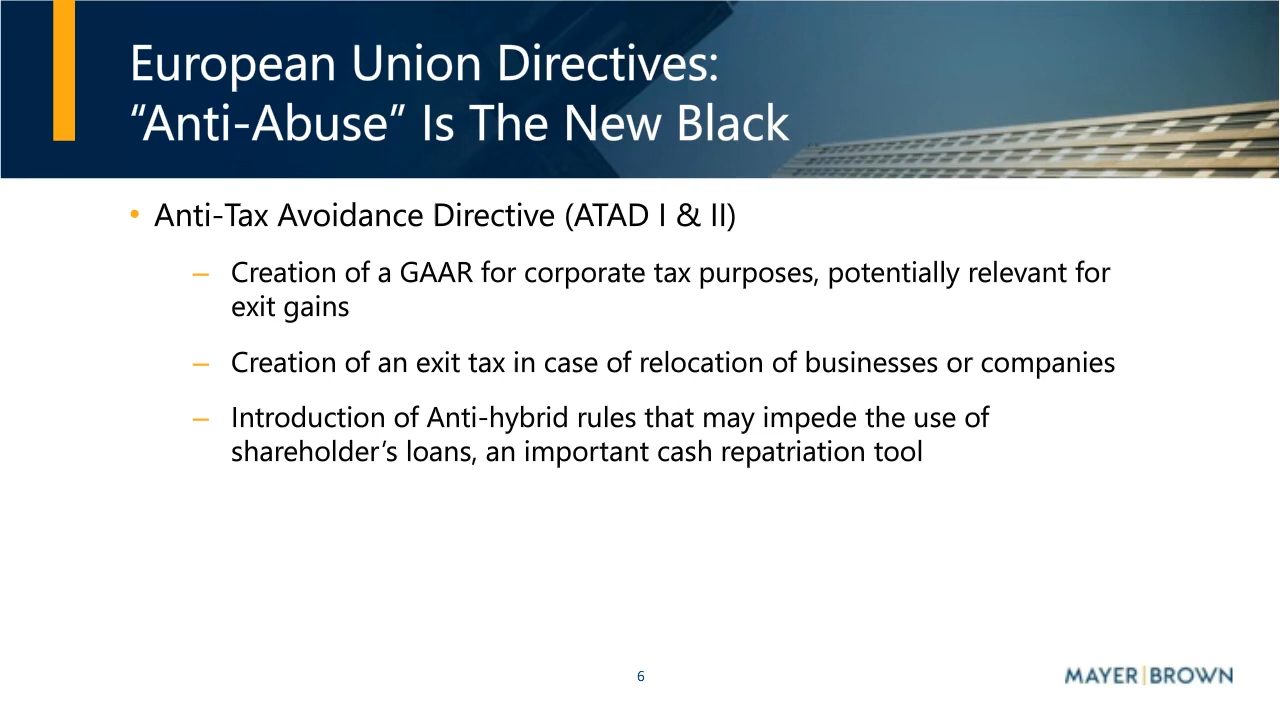 European Union Directives:
“Anti-Abuse” Is The New Black
• Anti-Tax Avoidance Directive (ATAD I & II)
– Creation of a GAAR for corporate tax purposes, potentially relevant for
exit gains
– Creation of an exit tax in case of relocation of businesses or companies
– Introduction of Anti-hybrid rules that may impede the use of
shareholder’s loans, an important cash repatriation tool
6
MAYER|BROWN